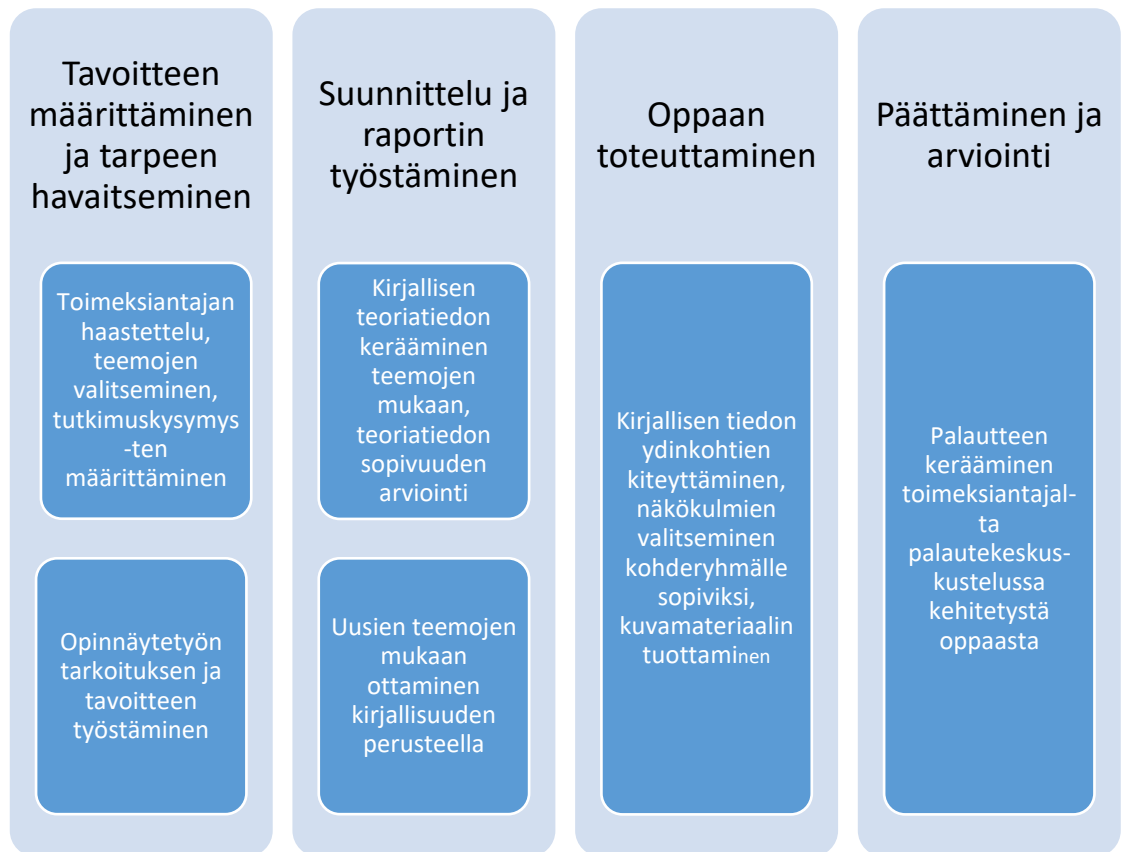 Tavoitteen
määrittäminen
ja tarpeen
havaitseminen
Toimeksiantajan
haastettelu,
teemojen
valitseminen,
tutkimuskysymys
-ten
määrittäminen
Opinnäytetyön
tarkoituksen ja
tavoitteen
työstäminen
Suunnittelu ja
raportin
työstäminen
Kirjallisen
teoriatiedon
kerääminen
teemojen
mukaan,
teoriatiedon
sopivuuden
arviointi
Uusien teemojen
mukaan
ottaminen
kirjallisuuden
perusteella
Oppaan
toteuttaminen
Kirjallisen tiedon
ydinkohtien
kiteyttäminen,
näkökulmien
valitseminen
kohderyhmälle
sopiviksi,
kuvamateriaalin
tuottaminen
Päättäminen ja
arviointi
Palautteen
kerääminen
toimeksiantajal-
ta
palautekeskus-
kustelussa
kehitetystä
oppaasta